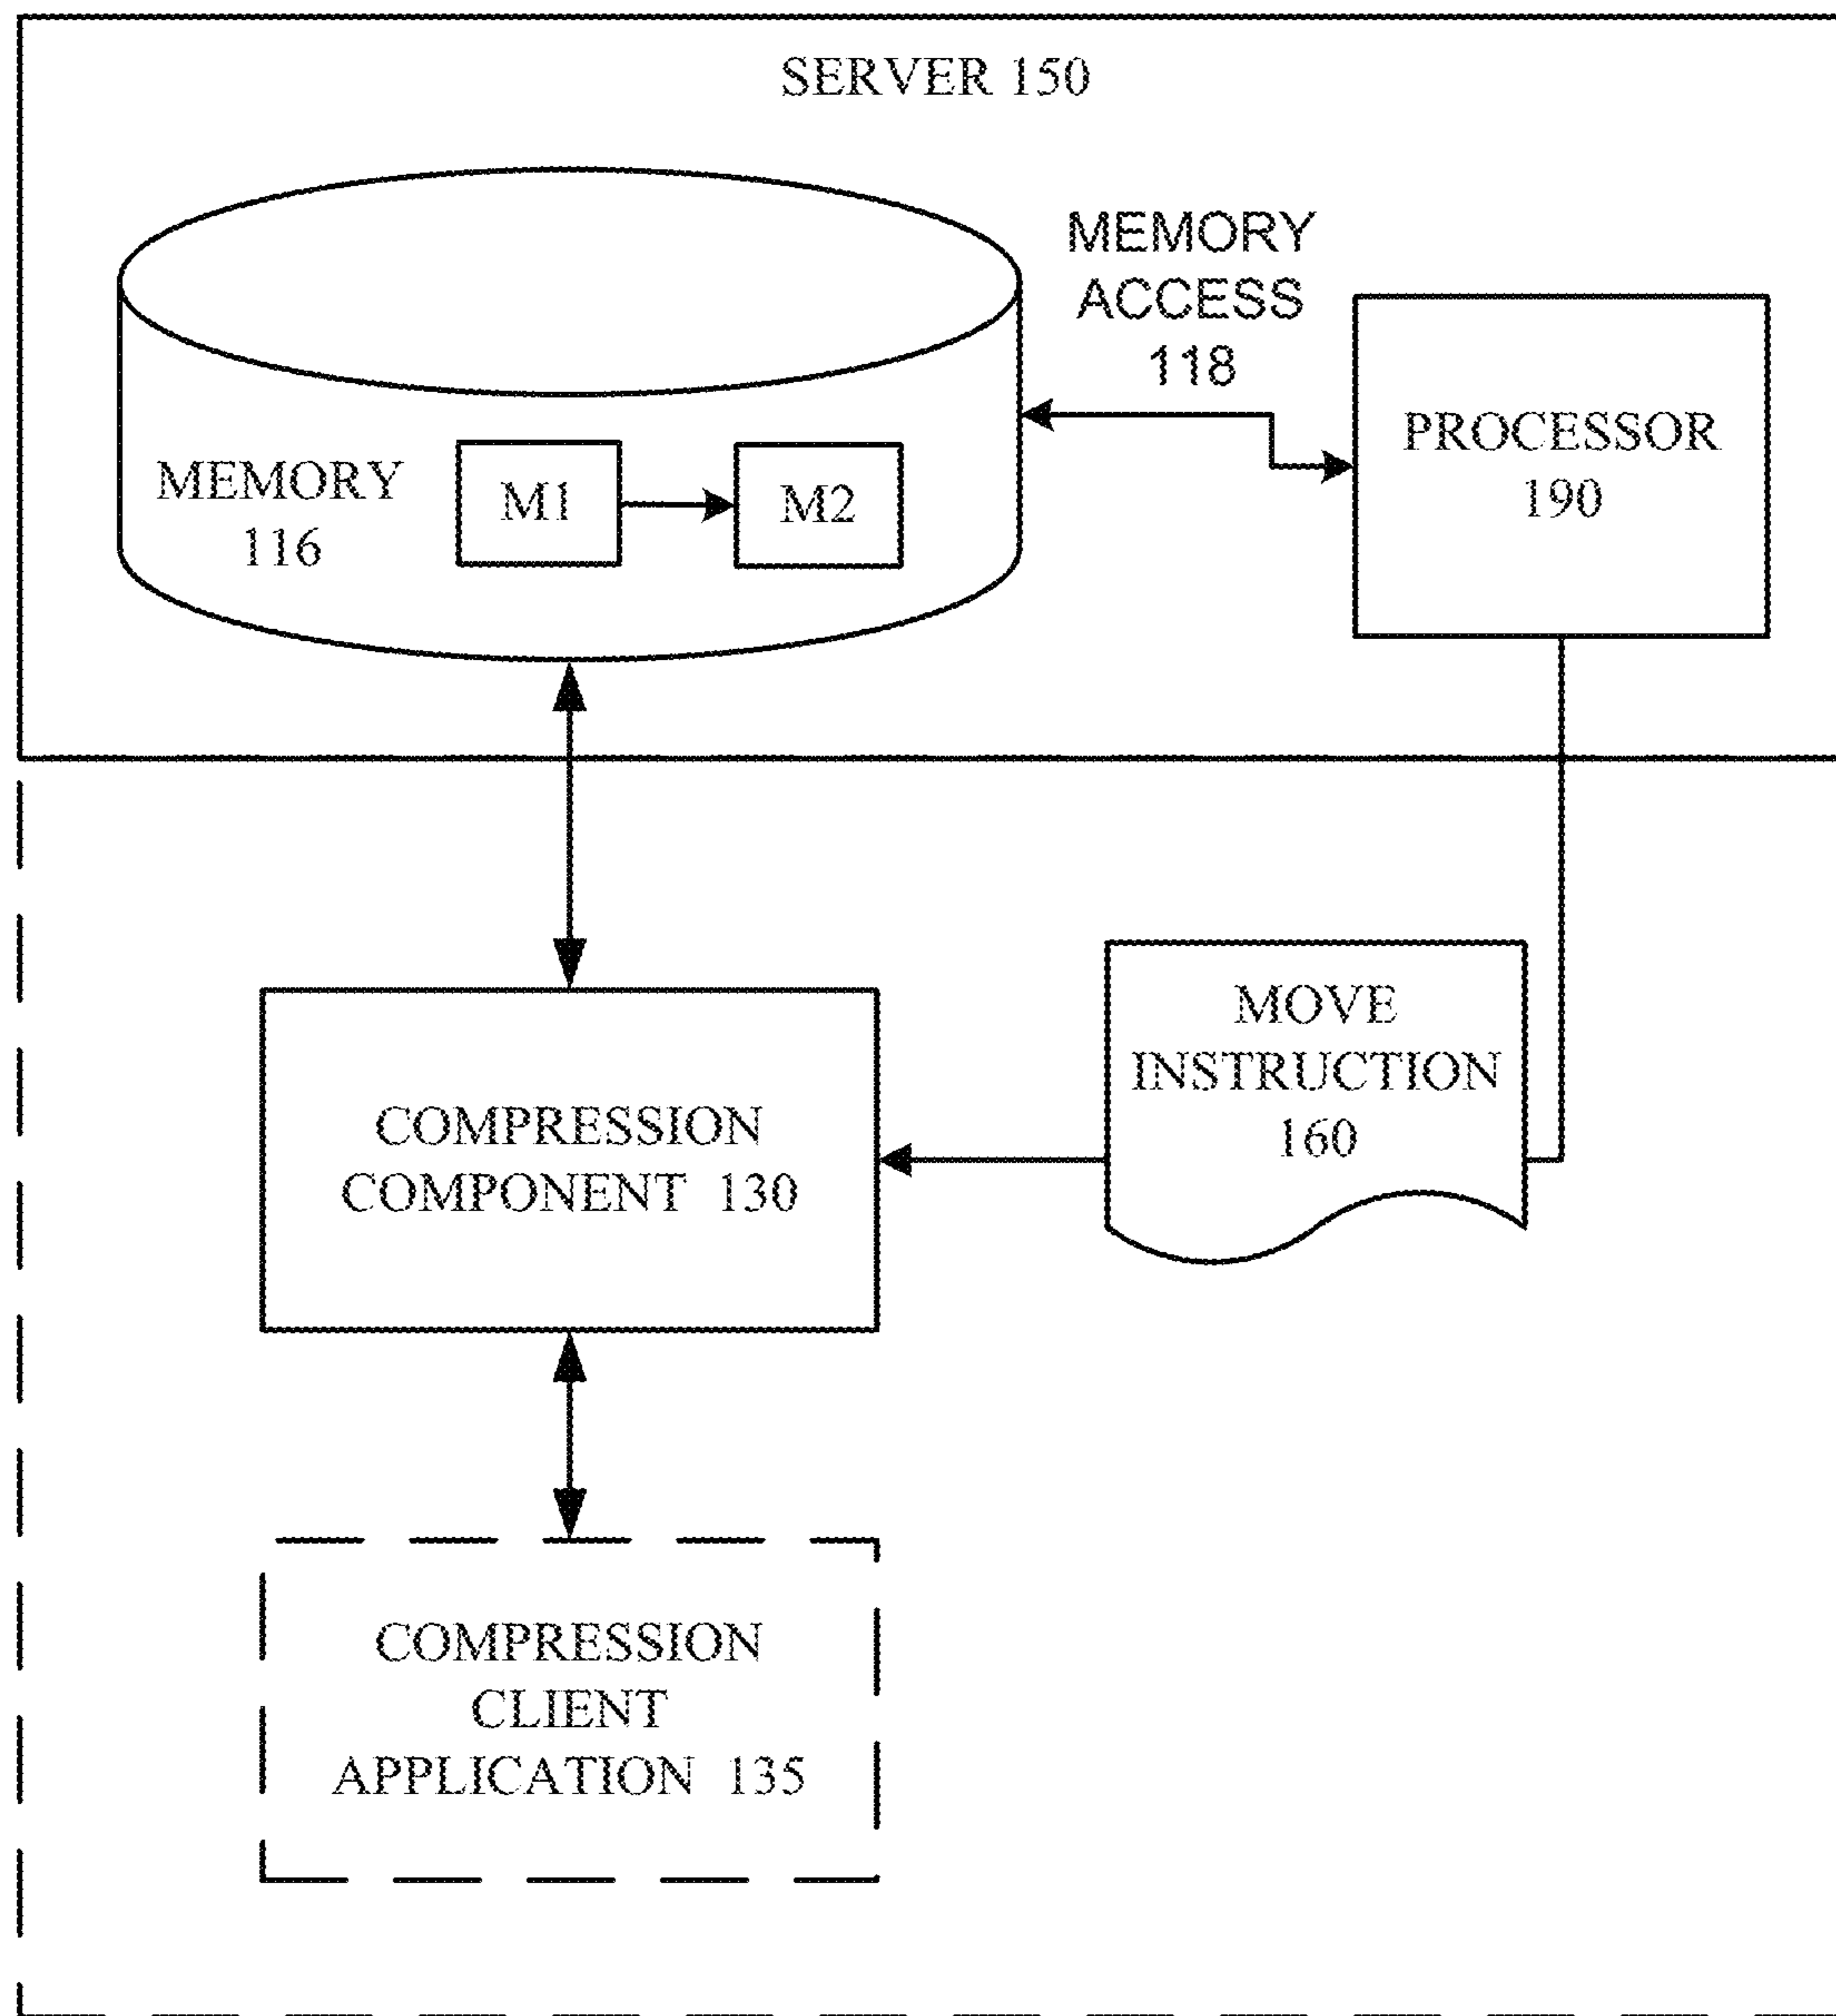 SERVER 150
MEMORY
ACCESS
118
PROCESSOR
190
MEMORY
116
M1
M2
MOVE
INSTRUCTION
160
COMPRESSION
COMPONENT 130
COMPRESSION
CLIENT
APPLICATION 135